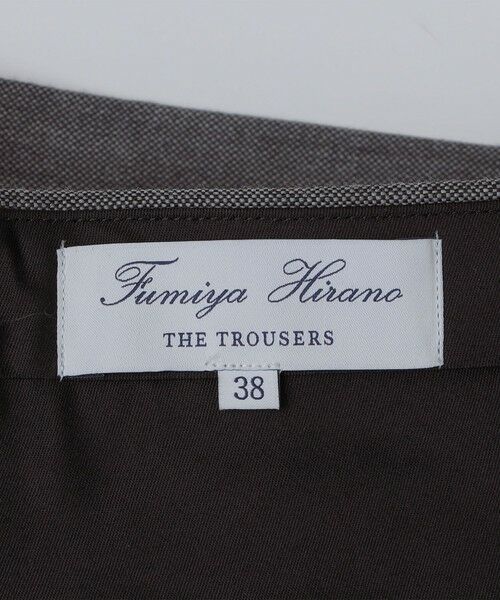 Fumiya Hirano
THE TROUSERS
38